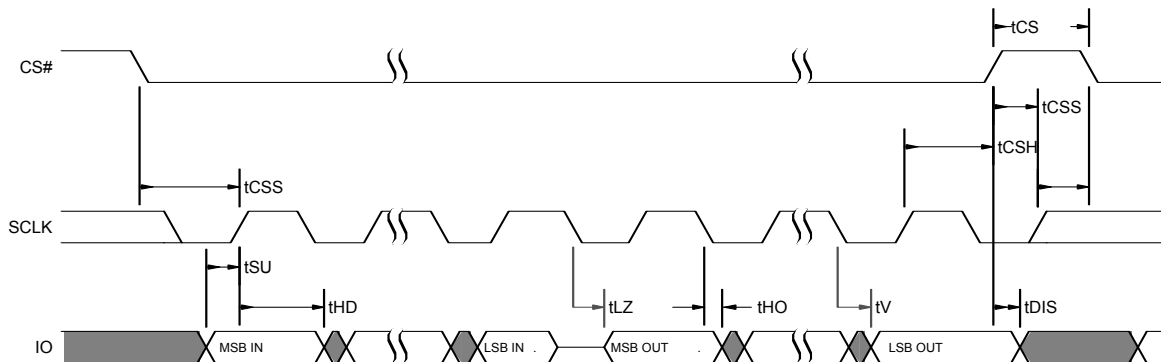 tCS
CS#
tCSS
tCSH
tCSS
SCLK
tSU
tHD
tLZ
tHO
tV
tDIS
IO
MSB IN
LSB IN .
MSB OUT .
LSB OUT